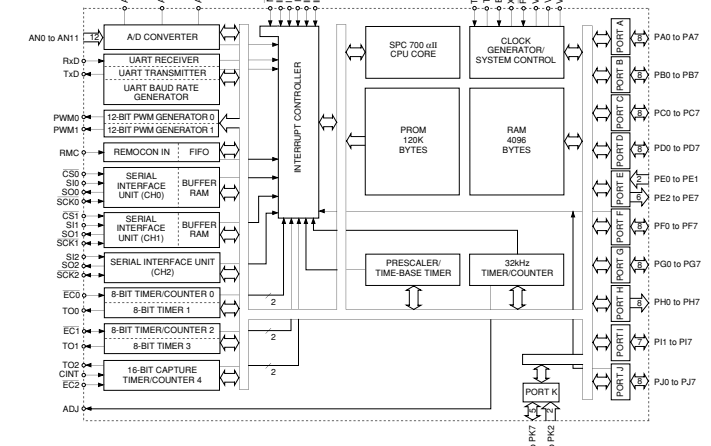 AN0 to AN11
12
A/D CONVERTER
RxD
TxD
UART RECEIVER
UART TRANSMITTER
UART BAUD RATE
GENERATOR
PWM0
PWM1
12-BIT PWM GENERATOR 0
12-BIT PWM GENERATOR 1
RMC
REMOCON IN
FIFO
CS0
SI0
SO0
SCK0
SERIAL
INTERFACE
UNIT (CH0)
BUFFER
RAM
CS1
SI1
SO1
SCK1
SERIAL
INTERFACE
UNIT (CH1)
BUFFER
RAM
SI2
SO2
SCK2
SERIAL INTERFACE UNIT
(CH2)
EC0
TO0
8-BIT TIMER/COUNTER 0
8-BIT TIMER 1
2
EC1
TO1
8-BIT TIMER/COUNTER 2
8-BIT TIMER 3
2
TO2
CINT
EC2
16-BIT CAPTURE
TIMER/COUNTER 4
2
ADJ
INTERRUPT CONTROLLER
SPC 700 αII
CPU CORE
CLOCK
GENERATOR/
SYSTEM CONTROL
PROM
120K
BYTES
RAM
4096
BYTES
PRESCALER/
TIME-BASE TIMER
32kHz
TIMER/COUNTER
PORT A
8
PA0 to PA7
PORT B
8
PB0 to PB7
PORT C
8
PC0 to PC7
PORT D
8
PD0 to PD7
PORT E
2
PE0 to PE1
6
PE2 to PE7
PORT F
8
PF0 to PF7
PORT G
8
PG0 to PG7
PORT H
8
PH0 to PH7
PORT I
7
PI1 to PI7
PORT J
8
PJ0 to PJ7
PORT K
5
2
o PK7
o PK2